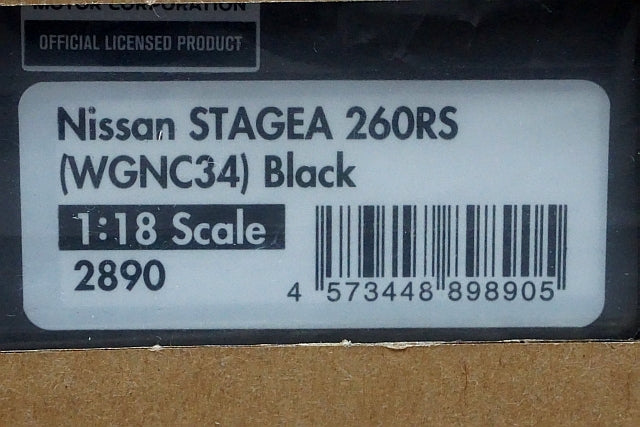 MOTOR CORPORATION
OFFICIAL LICENSED PRODUCT
Nissan STAGEA 260RS
(WGNC34) Black
1:18 Scale
2890
4 573448 898905